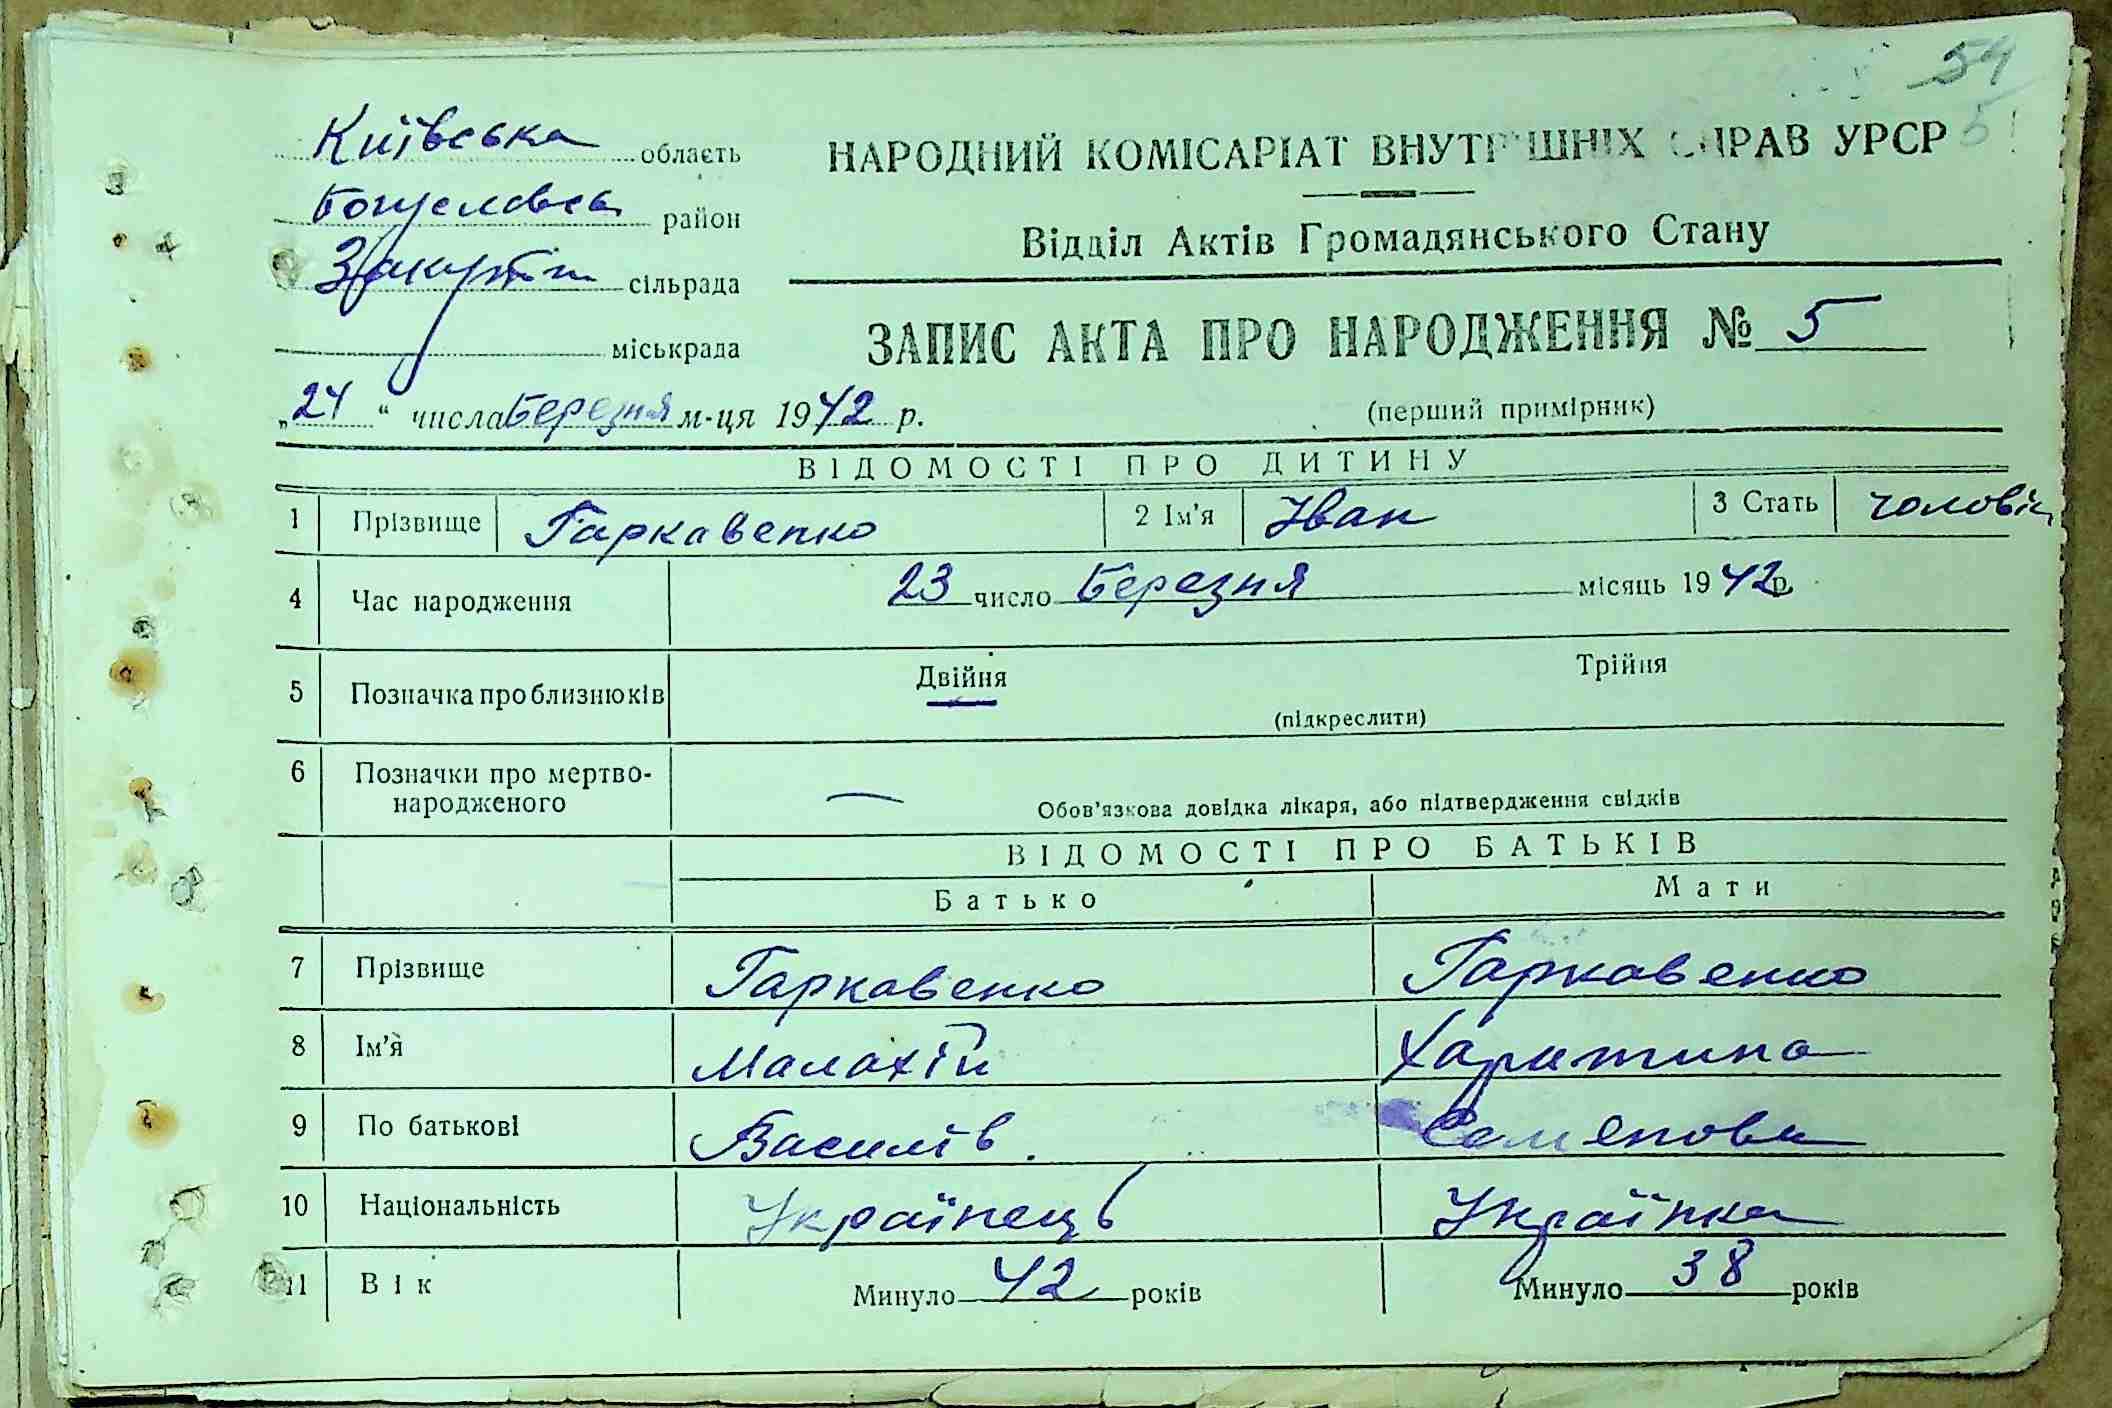 54
Київська область
НАРОДНИЙ КОМІСАРІАТ ВНУТРІШНІХ СПРАВ УРСР
район
Відділ Актів Громадянського Стану
сільрада
міськрада
ЗАПИС АКТА ПРО НАРОДЖЕННЯ № 5
„24“ числа Березня м-ця 1942 р.
(перший примірник)
ВІДОМОСТІ ПРО ДИТИНУ
1 Прізвище Гаркавенко 2 Ім'я Іван 3 Стать
4 Час народження 23 число Березня місяць 1942 р.
5 Позначка про близнюків Двійня Трійня
(підкреслити)
6 Позначки про мертво-
народженого — Обов'язкова довідка лікаря, або підтвердження свідків
ВІДОМОСТІ ПРО БАТЬКІВ
Батько Мати
7 Прізвище Гаркавенко Гаркавенко
8 Ім'я Малахій Харитина
9 По батькові Василів. Семенова
10 Національність Українець Українка
11 Вік Минуло 42 років Минуло 38 років